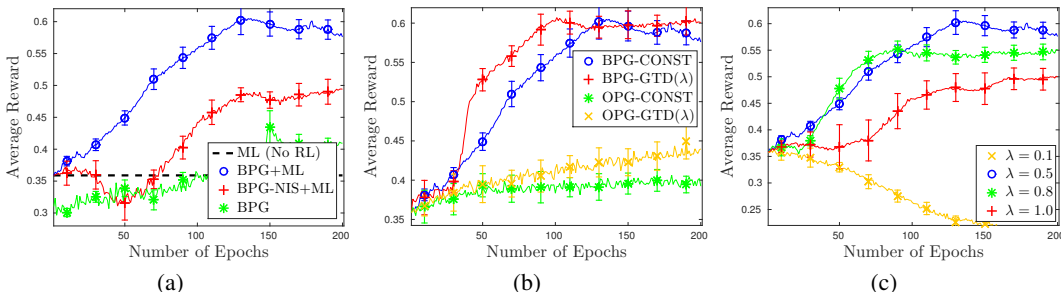 Average Reward
0.6
0.55
0.5
0.45
0.4
0.35
0.3
50
100
150
200
Number of Epochs
ML (No RL)
BPG+ML
BPG-NIS+ML
BPG
(a)
Average Reward
0.6
0.55
0.5
0.45
0.4
0.35
50
100
150
200
Number of Epochs
BPG-CONST
BPG-GTD(λ)
OPG-CONST
OPG-GTD(λ)
(b)
Average Reward
0.6
0.55
0.5
0.45
0.4
0.35
0.3
0.25
50
100
150
200
Number of Epochs
λ = 0.1
λ = 0.5
λ = 0.8
λ = 1.0
(c)